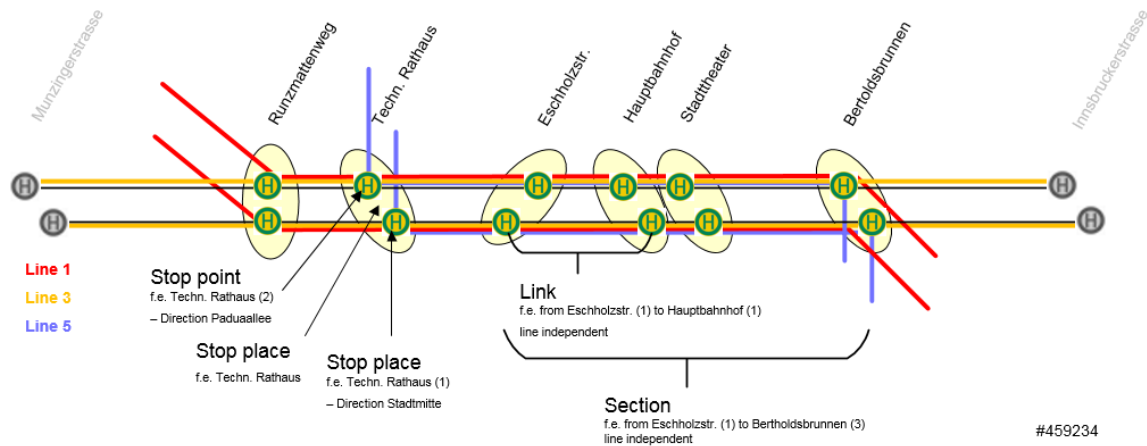 Munzingerstrasse
Runzmattenweg
Techn. Rathaus
Eschholzstr.
Hauptbahnhof
Stadttheater
Bertoldsbrunnen
Innsbruckerstrasse
H H H H H H H H
H H H H H H H H
Line 1
Line 3
Line 5
Stop point
f.e. Techn. Rathaus (2)
– Direction Paduaallee
Stop place
f.e. Techn. Rathaus
Stop place
f.e. Techn. Rathaus (1)
– Direction Stadtmitte
Link
f.e. from Eschholzstr. (1) to Hauptbahnhof (1)
line independent
Section
f.e. from Eschholzstr. (1) to Bertholdsbrunnen (3)
line independent
#459234